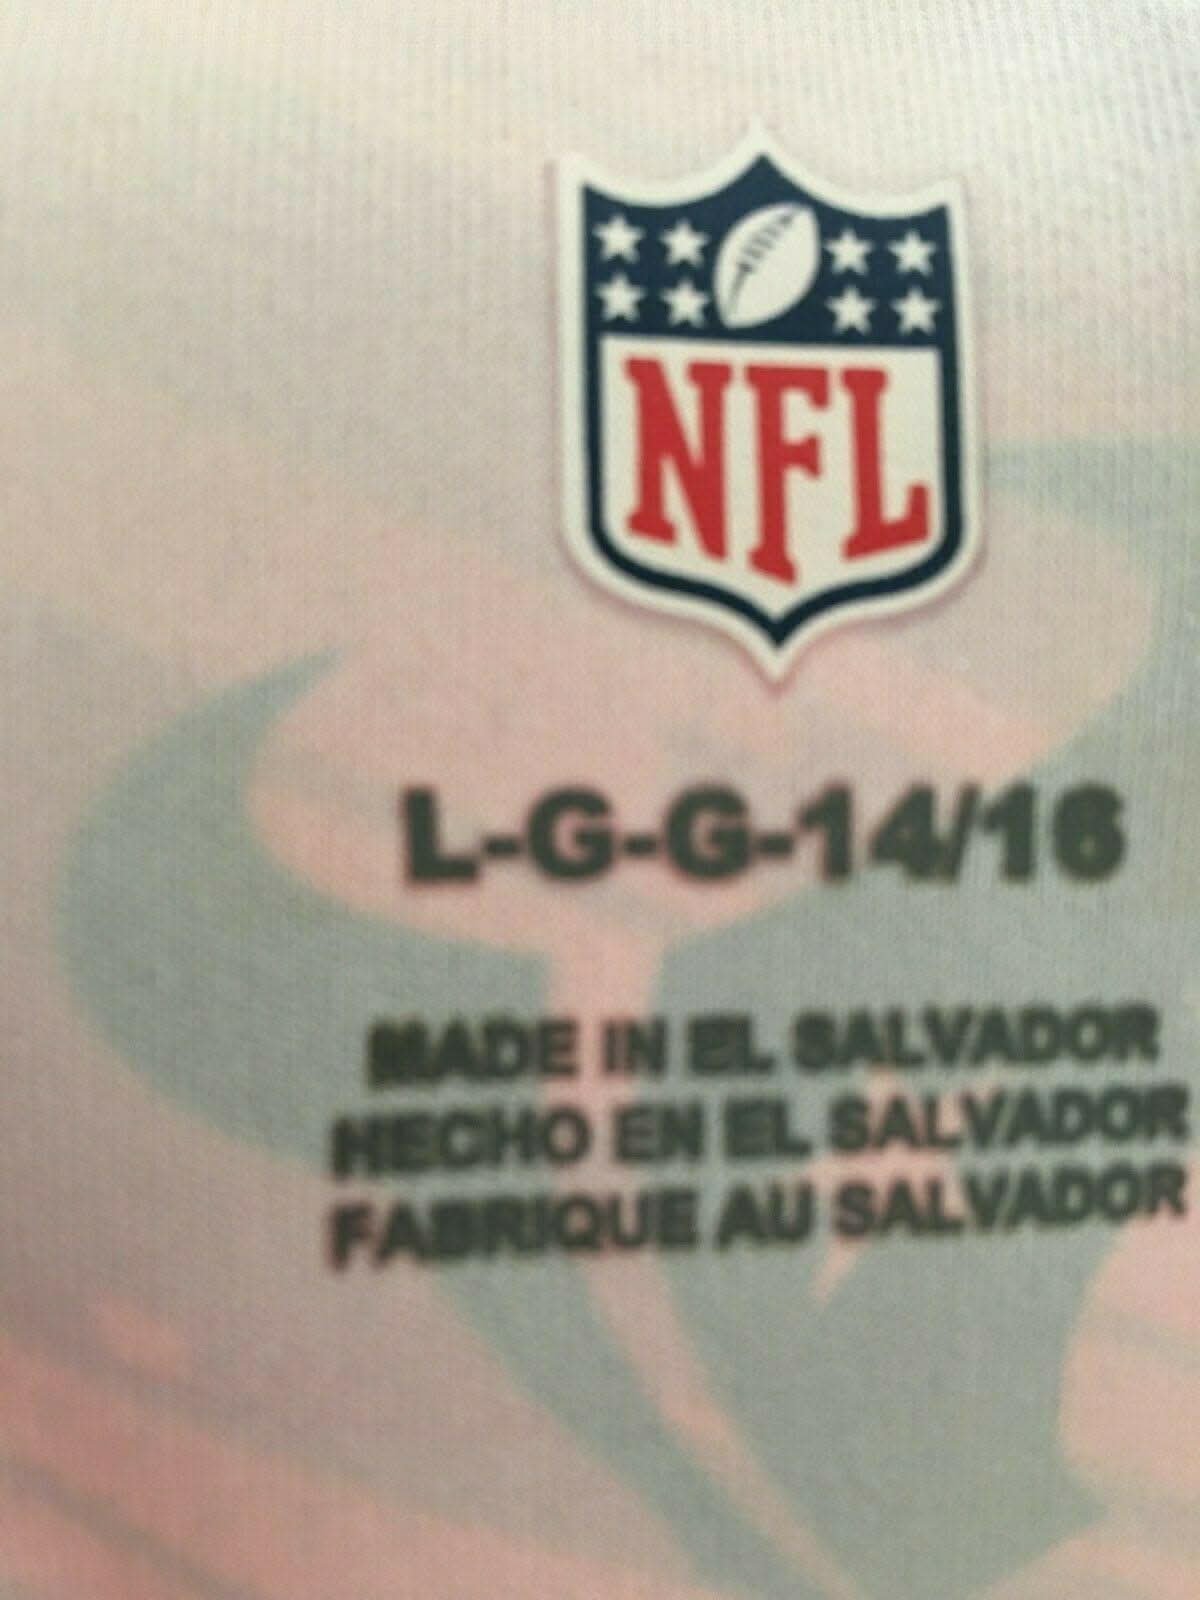 NFL
L-G-G-14/16
MADE IN EL SALVADOR
HECHO EN EL SALVADOR
FABRIQUE AU SALVADOR